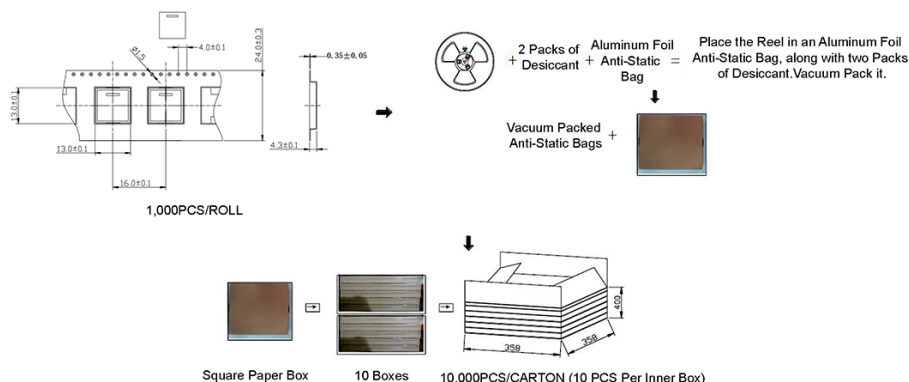 4.0±0.1
Ø1.5
24.0±0.3
0.35±0.05
13.0±0.1
13.0±0.1
4.3±0.1
16.0±0.1
1,000PCS/ROLL
+ 2 Packs of Desiccant + Aluminum Foil Anti-Static Bag =
Place the Reel in an Aluminum Foil
Anti-Static Bag, along with two Packs
of Desiccant.Vacuum Pack it.
Vacuum Packed
Anti-Static Bags +
400
358
358
Square Paper Box
10 Boxes
10,000PCS/CARTON (10 PCS Per Inner Box)